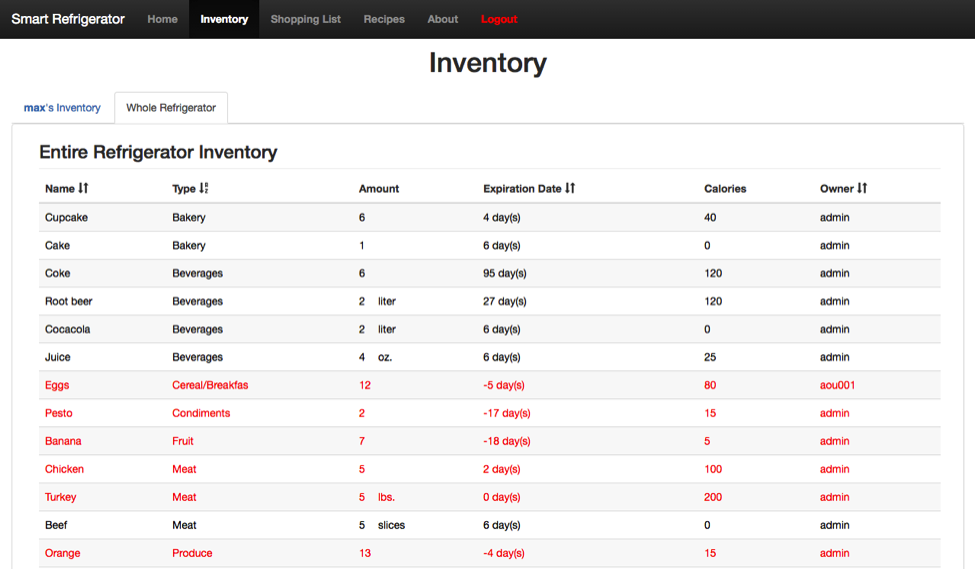 Smart Refrigerator Home Inventory Shopping List Recipes About Logout
Inventory
max's Inventory Whole Refrigerator
Entire Refrigerator Inventory
Name Type Amount Expiration Date Calories Owner
Cupcake Bakery 6 4 day(s) 40 admin
Cake Bakery 1 6 day(s) 0 admin
Coke Beverages 6 95 day(s) 120 admin
Root beer Beverages 2 liter 27 day(s) 120 admin
Cocacola Beverages 2 liter 6 day(s) 0 admin
Juice Beverages 4 oz. 6 day(s) 25 admin
Eggs Cereal/Breakfas 12 -5 day(s) 80 aou001
Pesto Condiments 2 -17 day(s) 15 admin
Banana Fruit 7 -18 day(s) 5 admin
Chicken Meat 5 2 day(s) 100 admin
Turkey Meat 5 lbs. 0 day(s) 200 admin
Beef Meat 5 slices 6 day(s) 0 admin
Orange Produce 13 -4 day(s) 15 admin